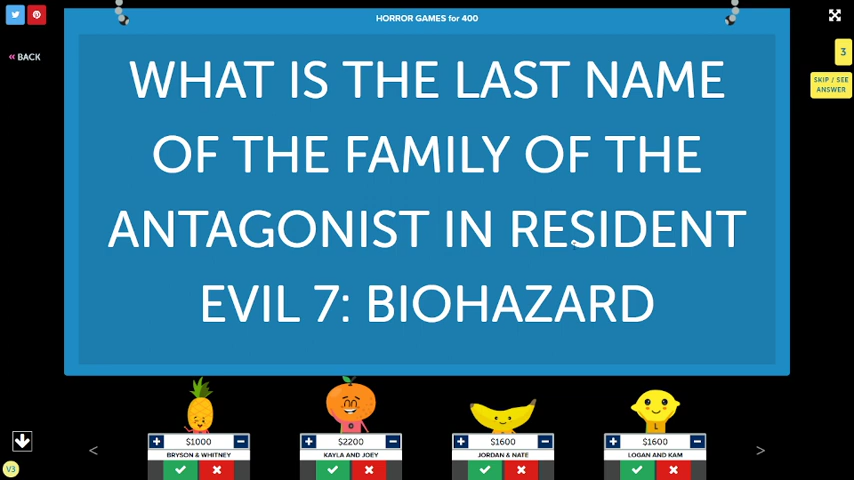 HORROR GAMES for 400
« BACK
3
SKIP / SEE
ANSWER
WHAT IS THE LAST NAME
OF THE FAMILY OF THE
ANTAGONIST IN RESIDENT
EVIL 7: BIOHAZARD
$1000
$2200
$1600
$1600
BRYSON & WHITNEY
KAYLA AND JOEY
JORDAN & NATE
LOGAN AND KAM
V3